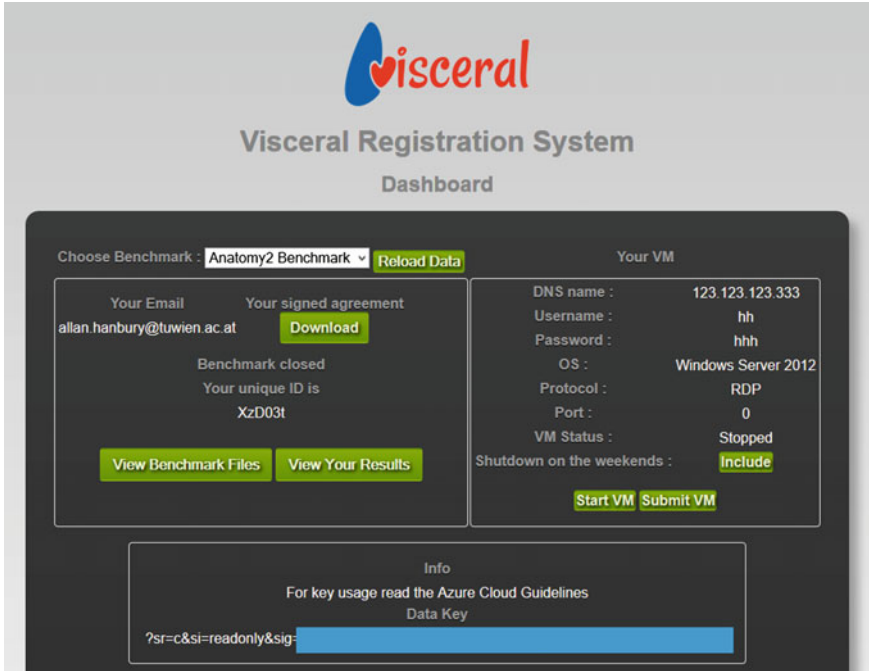 visceral
Visceral Registration System
Dashboard
Choose Benchmark : Anatomy2 Benchmark Reload Data
Your Email Your signed agreement
allan.hanbury@tuwien.ac.at Download
Benchmark closed
Your unique ID is
XzD03t
View Benchmark Files View Your Results
Your VM
DNS name : 123.123.123.333
Username : hh
Password : hhh
OS : Windows Server 2012
Protocol : RDP
Port : 0
VM Status : Stopped
Shutdown on the weekends : Include
Start VM Submit VM
Info
For key usage read the Azure Cloud Guidelines
Data Key
?sr=c&si=readonly&sig=